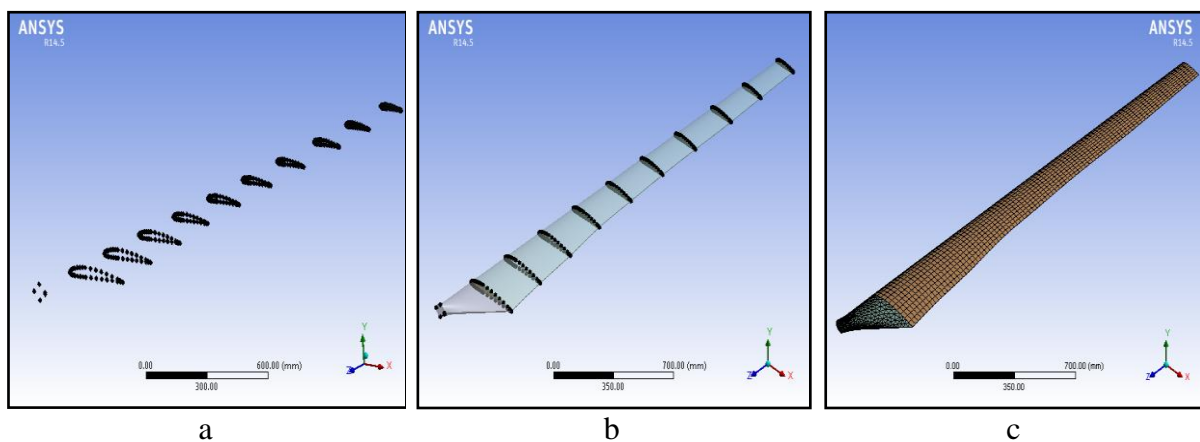 ANSYS
R14.5
0.00
600.00 (mm)
300.00
Y
X
Z
a
ANSYS
R14.5
0.00
700.00 (mm)
350.00
Y
X
Z
b
ANSYS
R14.5
0.00
700.00 (mm)
350.00
Y
X
Z
c